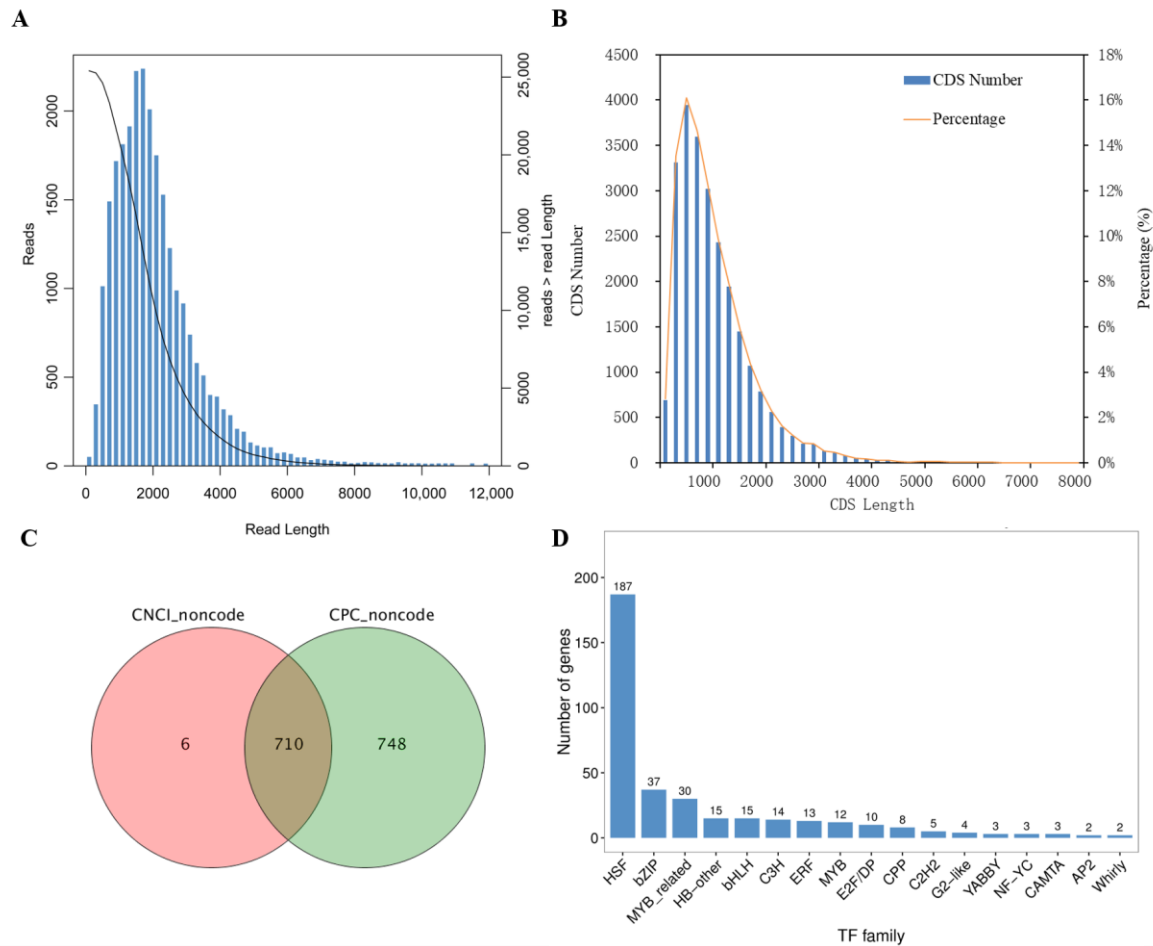 A
2000
1500
1000
500
0
Reads
25,000
20,000
15,000
10,000
5000
0
reads > read Length
0 2000 4000 6000 8000 10,000 12,000
Read Length
B
4500
4000
3500
3000
2500
2000
1500
1000
500
0
CDS Number
18%
16%
14%
12%
10%
8%
6%
4%
2%
0%
Percentage (%)
CDS Number
Percentage
1000 2000 3000 4000 5000 6000 7000 8000
CDS Length
C
CNCI_noncode CPC_noncode
6 710 748
D
200
150
100
50
0
Number of genes
187 37 30 15 15 14 13 12 10 8 5 4 3 3 3 2 2
HSF bZIP MYB_related HB-other bHLH C3H ERF MYB E2F/DP CPP C2H2 G2-like YABBY NF-YC CAMTA AP2 Whirly
TF family